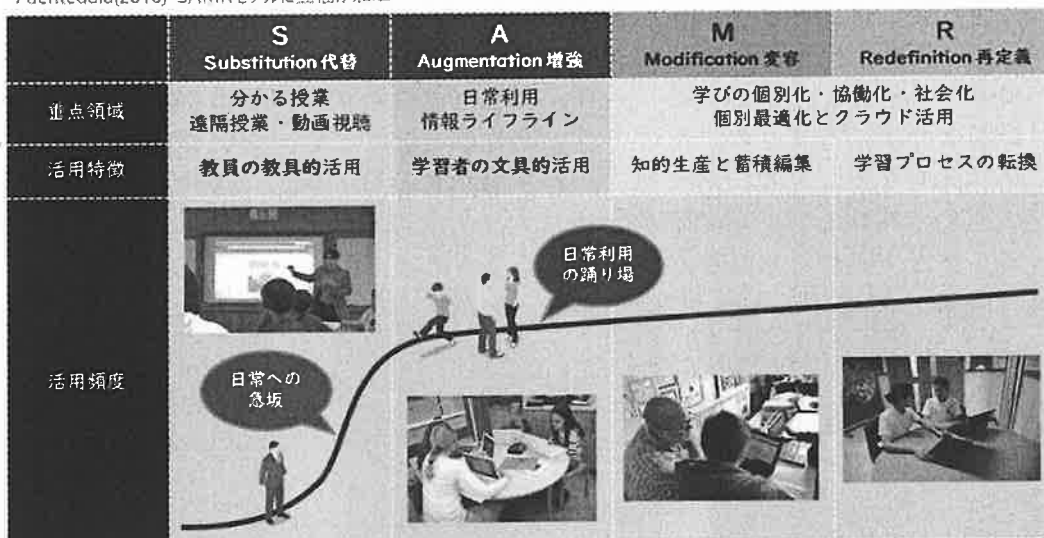 S
Substitution 代替
A
Augmentation 増強
M
Modification 変容
R
Redefinition 再定義
重点領域
分かる授業
遠隔授業・動画視聴
日常利用
情報ライフライン
学びの個別化・協働化・社会化
個別最適化とクラウド活用
活用特徴
教員の教具的活用
学習者の文具的活用
知的生産と蓄積編集
学習プロセスの転換
活用頻度
日常への
急坂
日常利用
の踊り場